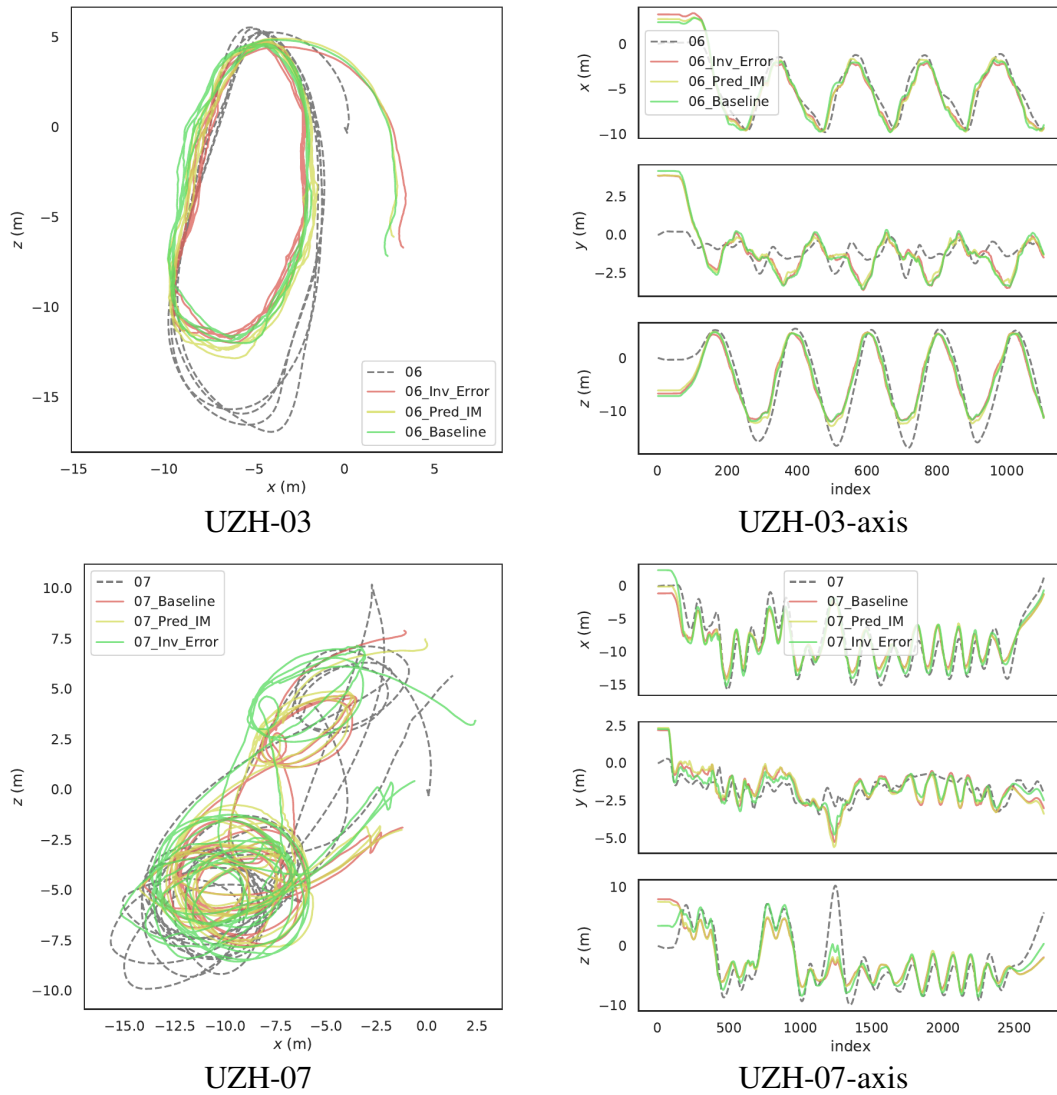 5
0
−5
−10
−15
z (m)
−15
−10
−5
0
5
x (m)
06
06_Inv_Error
06_Pred_IM
06_Baseline
UZH-03
0
−10
x (m)
06
06_Inv_Error
06_Pred_IM
06_Baseline
2.5
0.0
−2.5
y (m)
0
−10
z (m)
0
200
400
600
800
1000
index
UZH-03-axis
10.0
7.5
5.0
2.5
0.0
−2.5
−5.0
−7.5
−10.0
z (m)
−15.0
−12.5
−10.0
−7.5
−5.0
−2.5
0.0
2.5
x (m)
07
07_Baseline
07_Pred_IM
07_Inv_Error
UZH-07
0
−5
−10
−15
x (m)
07
07_Baseline
07_Pred_IM
07_Inv_Error
2.5
0.0
−2.5
−5.0
y (m)
10
0
−10
z (m)
0
500
1000
1500
2000
2500
index
UZH-07-axis